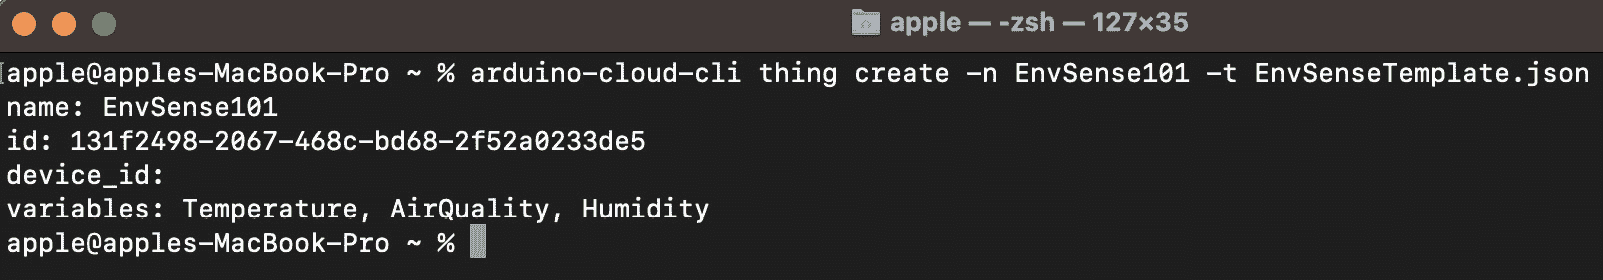 apple — -zsh — 127×35
apple@apples-MacBook-Pro ~ % arduino-cloud-cli thing create -n EnvSense101 -t EnvSenseTemplate.json
name: EnvSense101
id: 131f2498-2067-468c-bd68-2f52a0233de5
device_id:
variables: Temperature, AirQuality, Humidity
apple@apples-MacBook-Pro ~ %